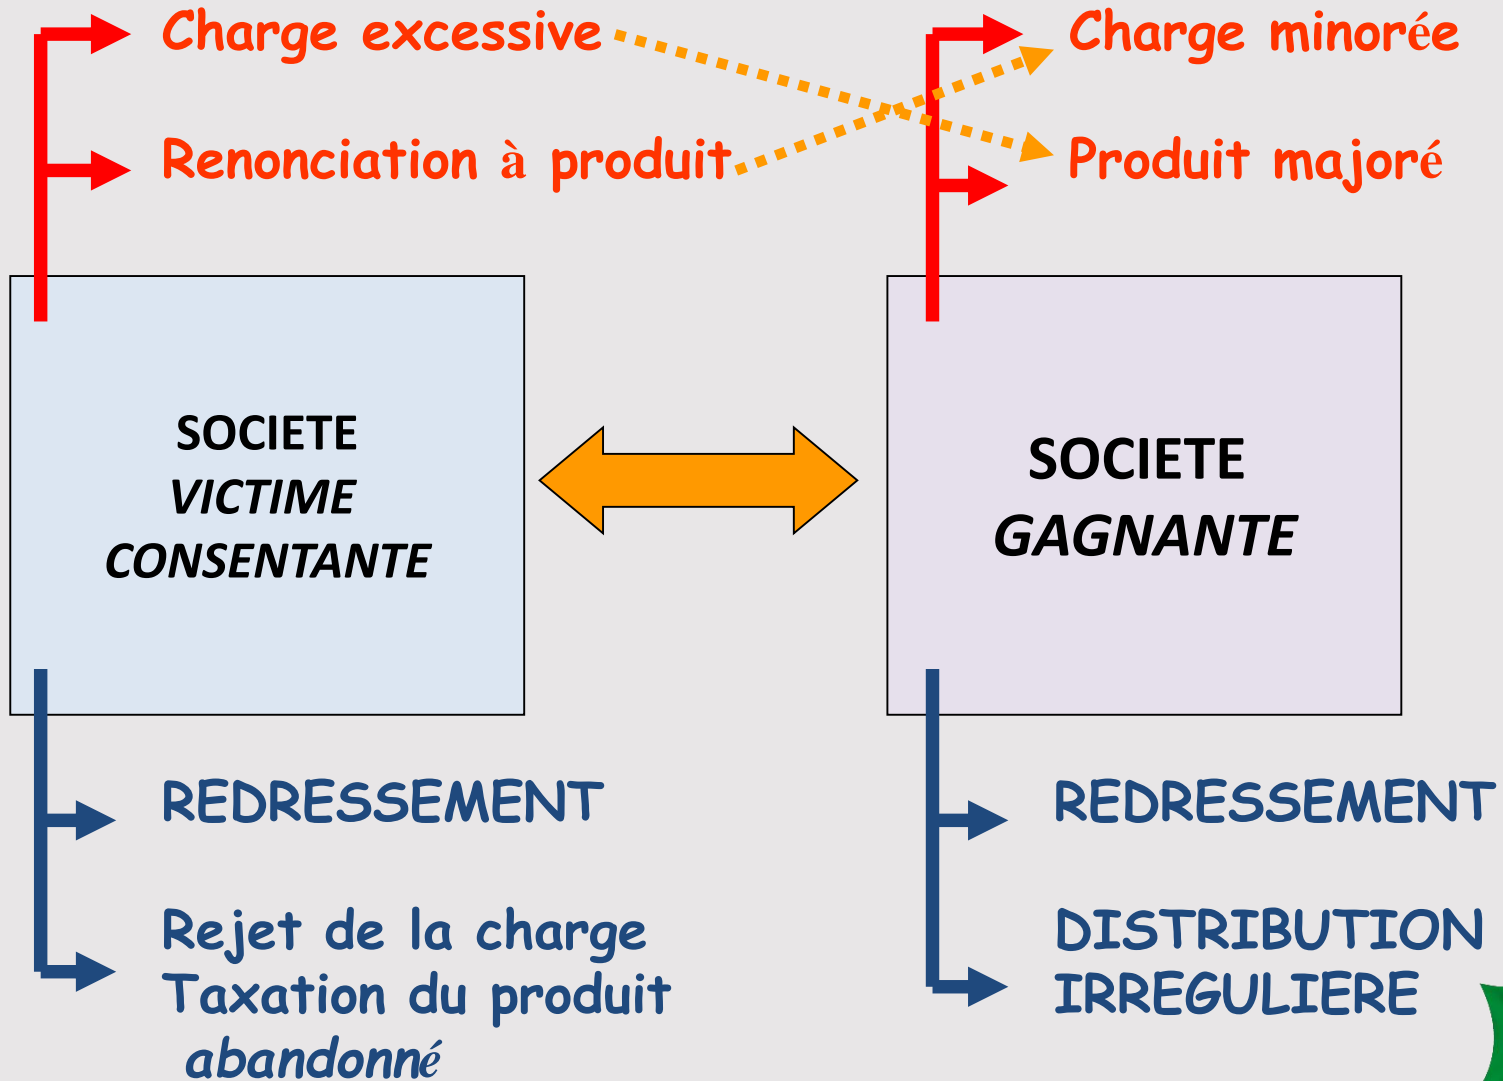 Charge excessive
Renonciation à produit
Charge minorée
Produit majoré
SOCIETE
VICTIME
CONSENTANTE
SOCIETE
GAGNANTE
REDRESSEMENT
Rejet de la charge
Taxation du produit
abandonné
REDRESSEMENT
DISTRIBUTION
IRREGULIERE